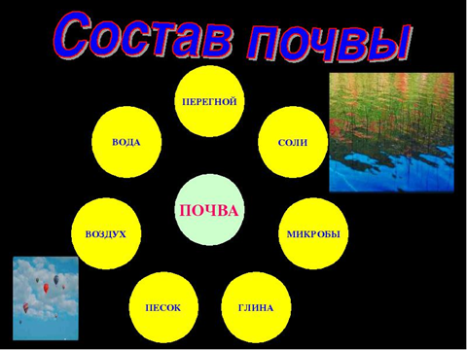 Состав почвы
ПЕРЕГНОЙ
ВОДА
СОЛИ
ПОЧВА
ВОЗДУХ
МИКРОБЫ
ПЕСОК
ГЛИНА